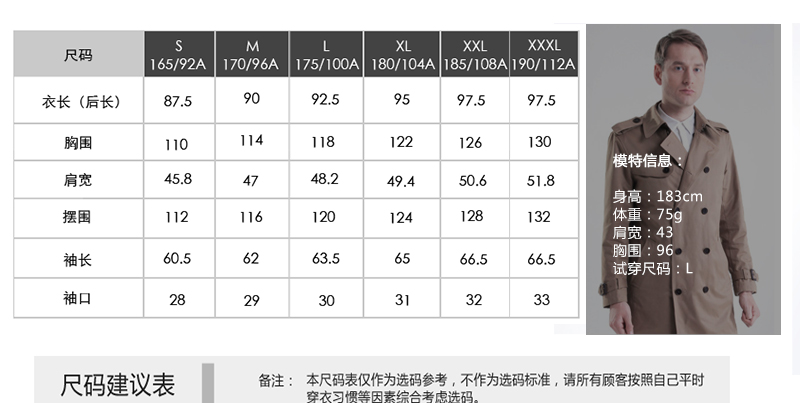 尺码 S M L XL XXL XXXL
165/92A 170/96A 175/100A 180/104A 185/108A 190/112A
衣长（后长） 87.5 90 92.5 95 97.5 97.5
胸围 110 114 118 122 126 130
肩宽 45.8 47 48.2 49.4 50.6 51.8
摆围 112 116 120 124 128 132
袖长 60.5 62 63.5 65 66.5 66.5
袖口 28 29 30 31 32 33
模特信息：
身高：183cm
体重：75g
肩宽：43
胸围：96
试穿尺码：L
尺码建议表
备注： 本尺码表仅作为选码参考，不作为选码标准，请所有顾客按照自己平时
穿衣习惯等因素综合考虑选码。